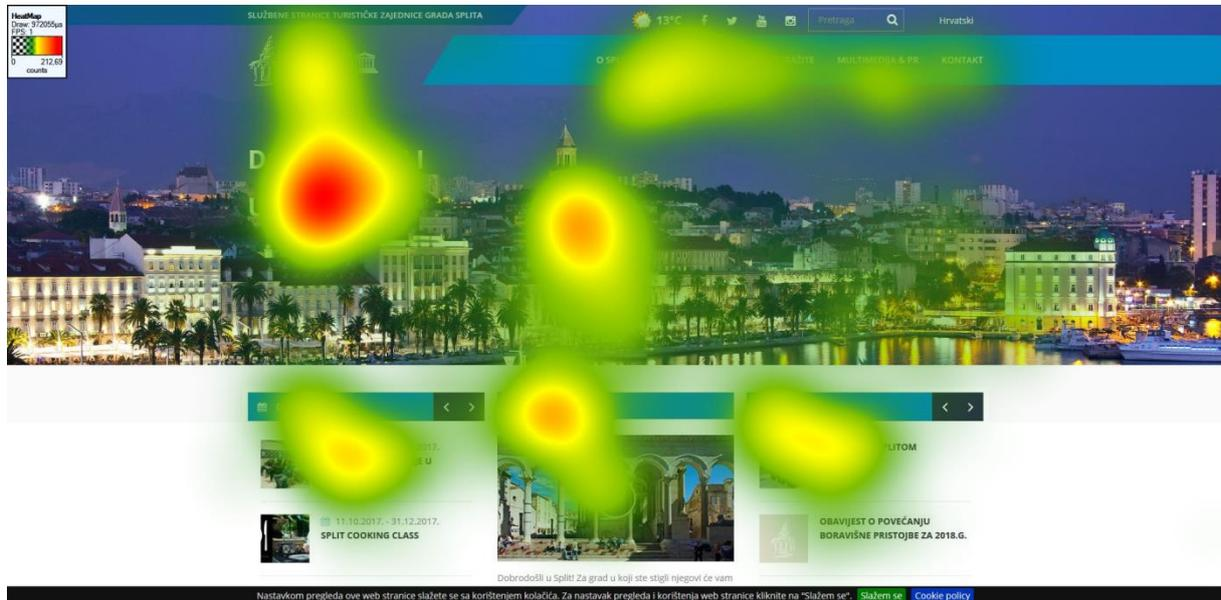 HeatMap
Draw: 972055µs
FPS: 1
0 212,69
counts
SLUŽBENE STRANICE TURISTIČKE ZAJEDNICE GRADA SPLITA
13°C
Pretraga
Hrvatski
O
MULTIMEDIJA & PR
KONTAKT
D
U
2017.
E U
PLITOM
11.10.2017. - 31.12.2017.
SPLIT COOKING CLASS
OBAVIJEST O POVEĆANJU
BORAVIŠNE PRISTOJBE ZA 2018.G.
Dobrodošli u Split! Za grad u koji ste stigli njegovi će vam
Nastavkom pregleda ove web stranice slažete se sa korištenjem kolačića. Za nastavak pregleda i korištenja web stranice kliknite na "Slažem se". Slažem se Cookie policy